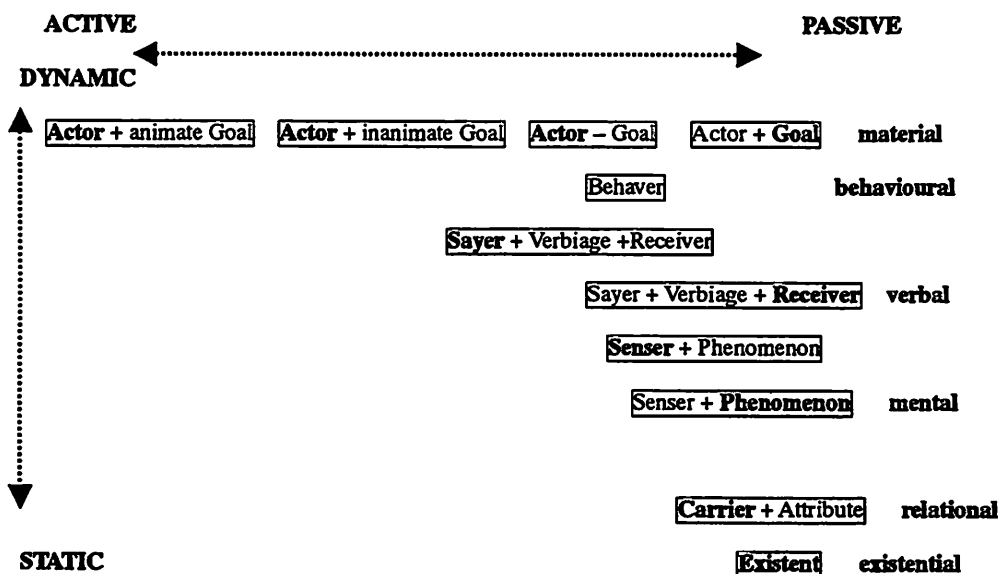 ACTIVE PASSIVE
DYNAMIC
Actor + animate Goal Actor + inanimate Goal Actor – Goal Actor + Goal material
Behaver behavioural
Sayer + Verbiage +Receiver
Sayer + Verbiage + Receiver verbal
Senser + Phenomenon
Senser + Phenomenon mental
Carrier + Attribute relational
STATIC Existent existential